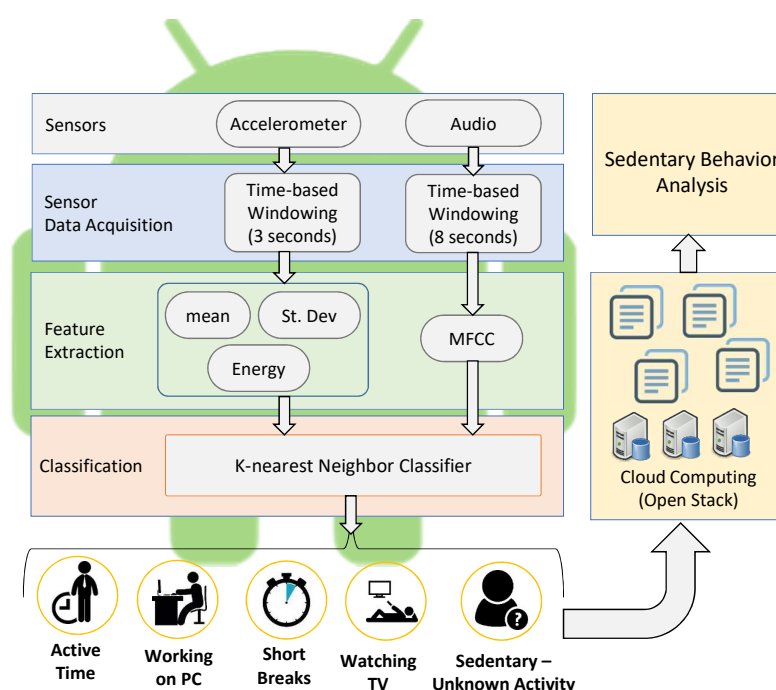 Sensors
Accelerometer
Audio
Sensor
Data Acquisition
Time-based
Windowing
(3 seconds)
Time-based
Windowing
(8 seconds)
Feature
Extraction
mean
St. Dev
Energy
MFCC
Classification
K-nearest Neighbor Classifier
Active
Time
Working
on PC
Short
Breaks
Watching
TV
?
Sedentary –
Unknown Activity
Sedentary Behavior
Analysis
Cloud Computing
(Open Stack)